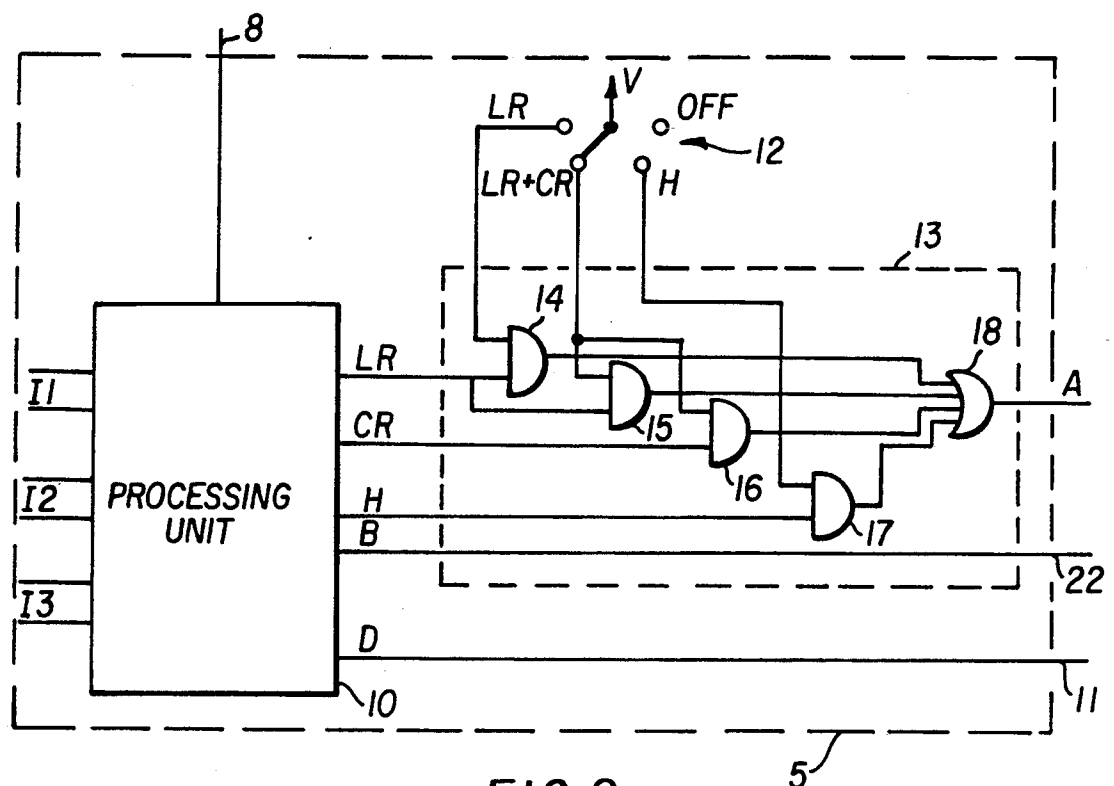 8
V
LR
OFF
12
LR+CR
H
13
14
18
LR
A
I1
CR
15
16
I2
PROCESSING
UNIT
H
17
B
22
I3
D
10
11
5